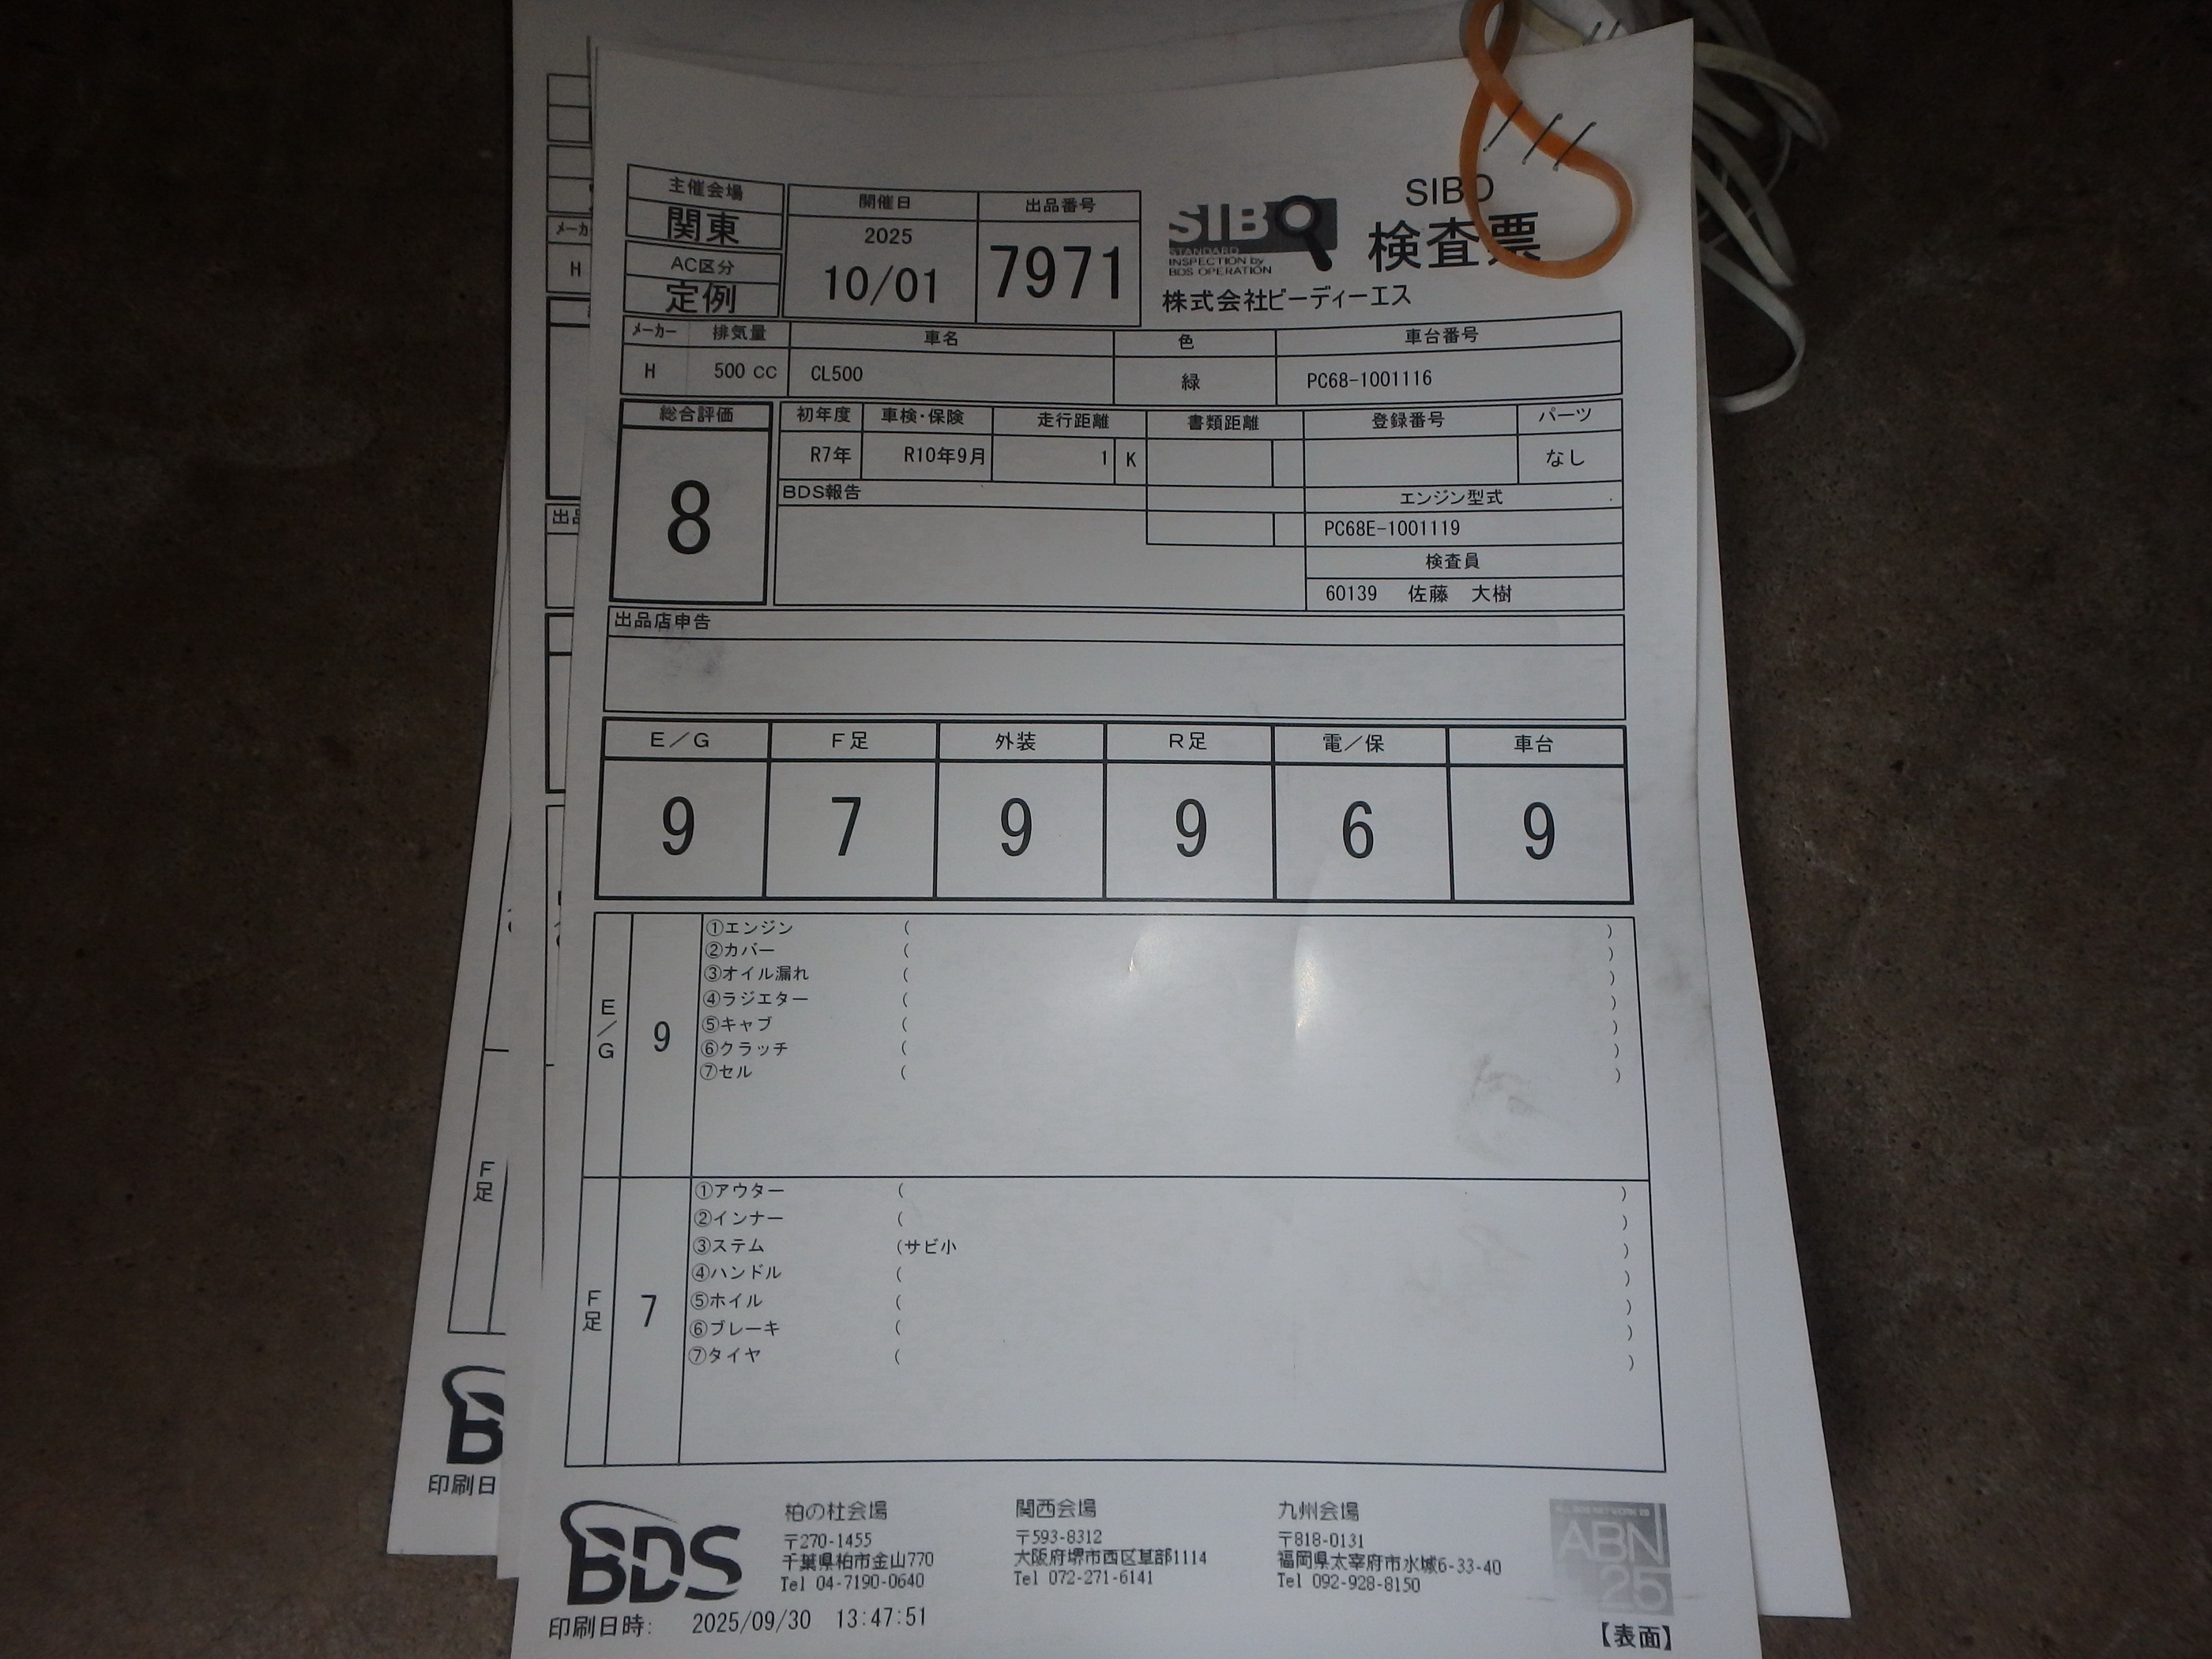 主催会場
関東
AC区分
定例
開催日
2025
10/01
出品番号
7971
SIBO
STANDARD
INSPECTION by
BDS OPERATION
SIBO
検査票
株式会社ビーディーエス
メーカー 排気量 車名 色 車台番号
H 500 CC CL500 緑 PC68-1001116
総合評価
8
初年度 車検・保険 走行距離 書類距離 登録番号 パーツ
R7年 R10年9月 1 K なし
BDS報告
エンジン型式
PC68E-1001119
検査員
60139 佐藤 大樹
出品店申告
E/G F足 外装 R足 電/保 車台
9 7 9 9 6 9
E/G
9
①エンジン ( )
②カバー ( )
③オイル漏れ ( )
④ラジエター ( )
⑤キャブ ( )
⑥クラッチ ( )
⑦セル ( )
F足
7
①アウター ( )
②インナー ( )
③ステム (サビ小 )
④ハンドル ( )
⑤ホイル ( )
⑥ブレーキ ( )
⑦タイヤ ( )
BDS
柏の杜会場
〒270-1455
千葉県柏市金山770
Tel 04-7190-0640
関西会場
〒593-8312
大阪府堺市西区草部1114
Tel 072-271-6141
九州会場
〒818-0131
福岡県太宰府市水城6-33-40
Tel 092-928-8150
ABN
25
印刷日時: 2025/09/30 13:47:51
【表面】
メーカ
H
出品
F足
印刷日